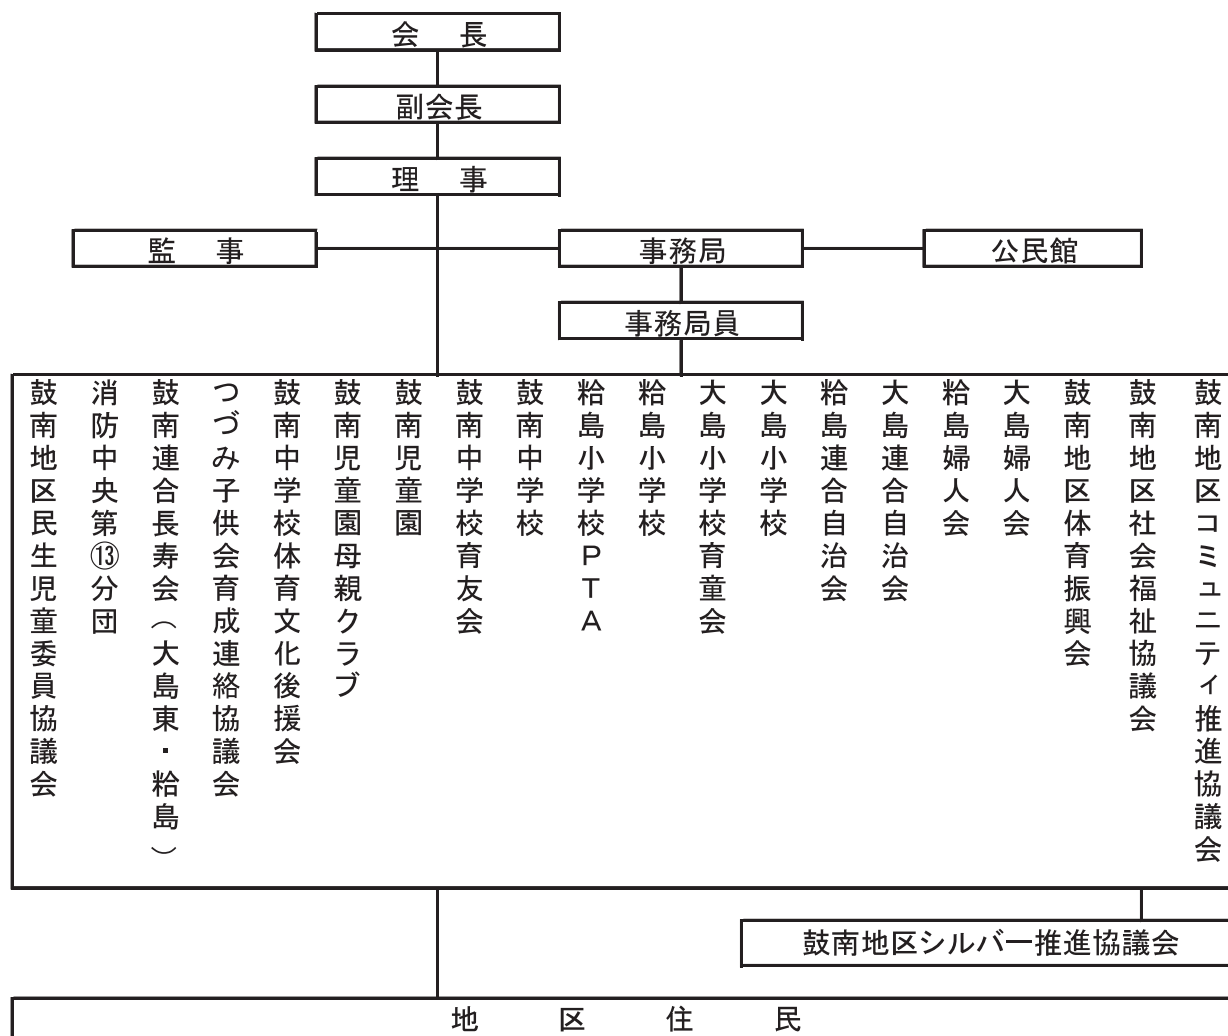 会　長
副会長
理　事
監　事
事務局
公民館
事務局員
鼓南地区コミュニティ推進協議会
鼓南地区社会福祉協議会
鼓南地区体育振興会
大島婦人会
粭島婦人会
大島連合自治会
粭島連合自治会
大島小学校
大島小学校育童会
粭島小学校
粭島小学校PTA
鼓南中学校
鼓南中学校育友会
鼓南児童園
鼓南児童園母親クラブ
鼓南中学校体育文化後援会
つづみ子供会育成連絡協議会
鼓南連合長寿会（大島東・粭島）
消防中央第⑬分団
鼓南地区民生児童委員協議会
鼓南地区シルバー推進協議会
地　区　住　民